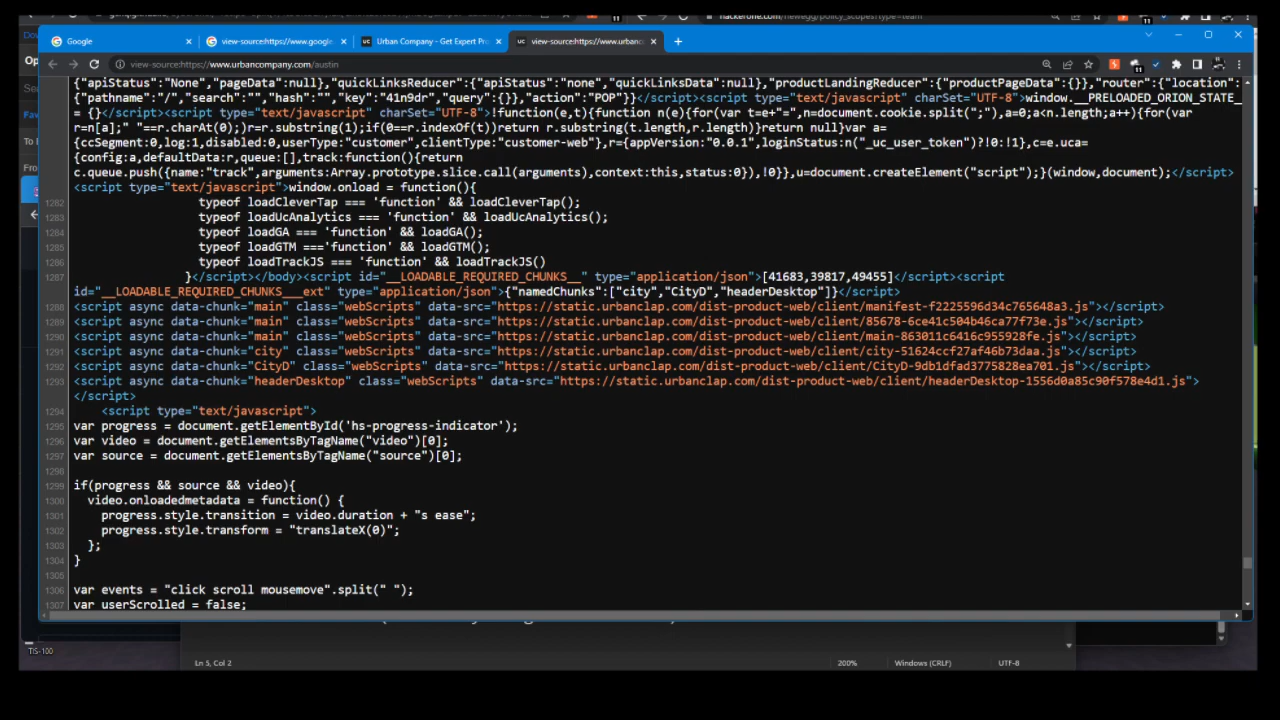 hackerone.com/newegg/policy_scopes?type=team
Google
view-source:https://www.google
Urban Company - Get Expert Pro
view-source:https://www.urbanc
view-source:https://www.urbancompany.com/austin
{"apiStatus":"None","pageData":null},"quickLinksReducer":{"apiStatus":"none","quickLinksData":null},"productLandingReducer":{"productPageData":{}},"router":{"location":
{"pathname":"/","search":"","hash":"","key":"41n9dr","query":{}},"action":"POP"}}</script><script type="text/javascript" charSet="UTF-8">window.__PRELOADED_ORION_STATE__
= {}</script><script type="text/javascript" charSet="UTF-8">!function(e,t){function n(e){for(var t=e+"=",n=document.cookie.split(";"),a=0;a<n.length;a++){for(var
r=n[a];" "==r.charAt(0);)r=r.substring(1);if(0==r.indexOf(t))return r.substring(t.length,r.length)}return null}var a=
{ccSegment:0,log:1,disabled:0,userType:"customer",clientType:"customer-web"},r={appVersion:"0.0.1",loginStatus:n("_uc_user_token")?!0:!1},c=e.uca=
{config:a,defaultData:r,queue:[],track:function(){return
c.queue.push({name:"track",arguments:Array.prototype.slice.call(arguments),context:this,status:0}),!0}},u=document.createElement("script");}(window,document);</script>
<script type="text/javascript">window.onload = function(){
1282 typeof loadCleverTap === 'function' && loadCleverTap();
1283 typeof loadUcAnalytics === 'function' && loadUcAnalytics();
1284 typeof loadGA === 'function' && loadGA();
1285 typeof loadGTM ==='function' && loadGTM();
1286 typeof loadTrackJS === 'function' && loadTrackJS()
1287 }</script></body><script id="__LOADABLE_REQUIRED_CHUNKS__" type="application/json">[41683,39817,49455]</script><script
id="__LOADABLE_REQUIRED_CHUNKS___ext" type="application/json">{"namedChunks":["city","CityD","headerDesktop"]}</script>
1288 <script async data-chunk="main" class="webScripts" data-src="https://static.urbanclap.com/dist-product-web/client/manifest-f2225596d34c765648a3.js"></script>
1289 <script async data-chunk="main" class="webScripts" data-src="https://static.urbanclap.com/dist-product-web/client/85678-6ce41c504b46ca77f73e.js"></script>
1290 <script async data-chunk="main" class="webScripts" data-src="https://static.urbanclap.com/dist-product-web/client/main-863011c6416c955928fe.js"></script>
1291 <script async data-chunk="city" class="webScripts" data-src="https://static.urbanclap.com/dist-product-web/client/city-51624ccf27af46b73daa.js"></script>
1292 <script async data-chunk="CityD" class="webScripts" data-src="https://static.urbanclap.com/dist-product-web/client/CityD-9db1dfad3775828ea701.js"></script>
1293 <script async data-chunk="headerDesktop" class="webScripts" data-src="https://static.urbanclap.com/dist-product-web/client/headerDesktop-1556d0a85c90f578e4d1.js">
</script>
1294 <script type="text/javascript">
1295 var progress = document.getElementById('hs-progress-indicator');
1296 var video = document.getElementsByTagName("video")[0];
1297 var source = document.getElementsByTagName("source")[0];
1298
1299 if(progress && source && video){
1300 video.onloadedmetadata = function() {
1301 progress.style.transition = video.duration + "s ease";
1302 progress.style.transform = "translateX(0)";
1303 };
1304 }
1305
1306 var events = "click scroll mousemove".split(" ");
1307 var userScrolled = false;
TIS-100
Ln 5, Col 2
200%
Windows (CRLF)
UTF-8